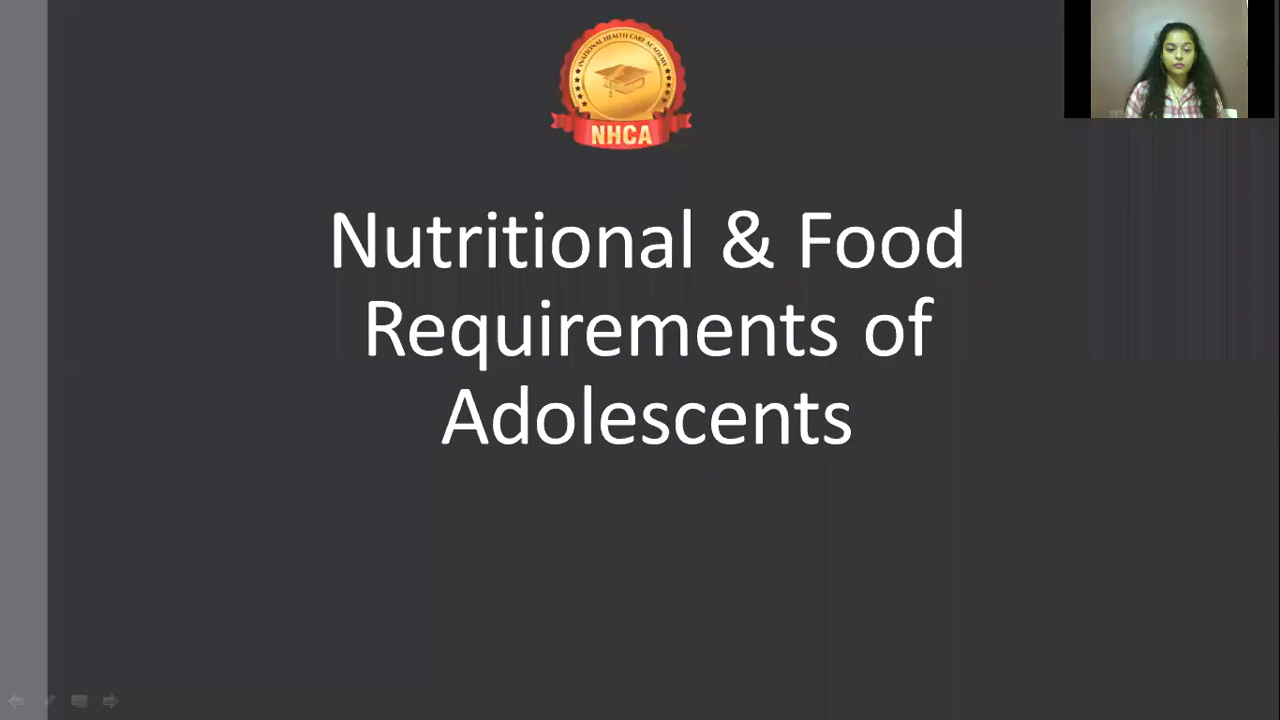 NATIONAL HEALTH CARE ACADEMY
NHCA
Nutritional & Food
Requirements of
Adolescents